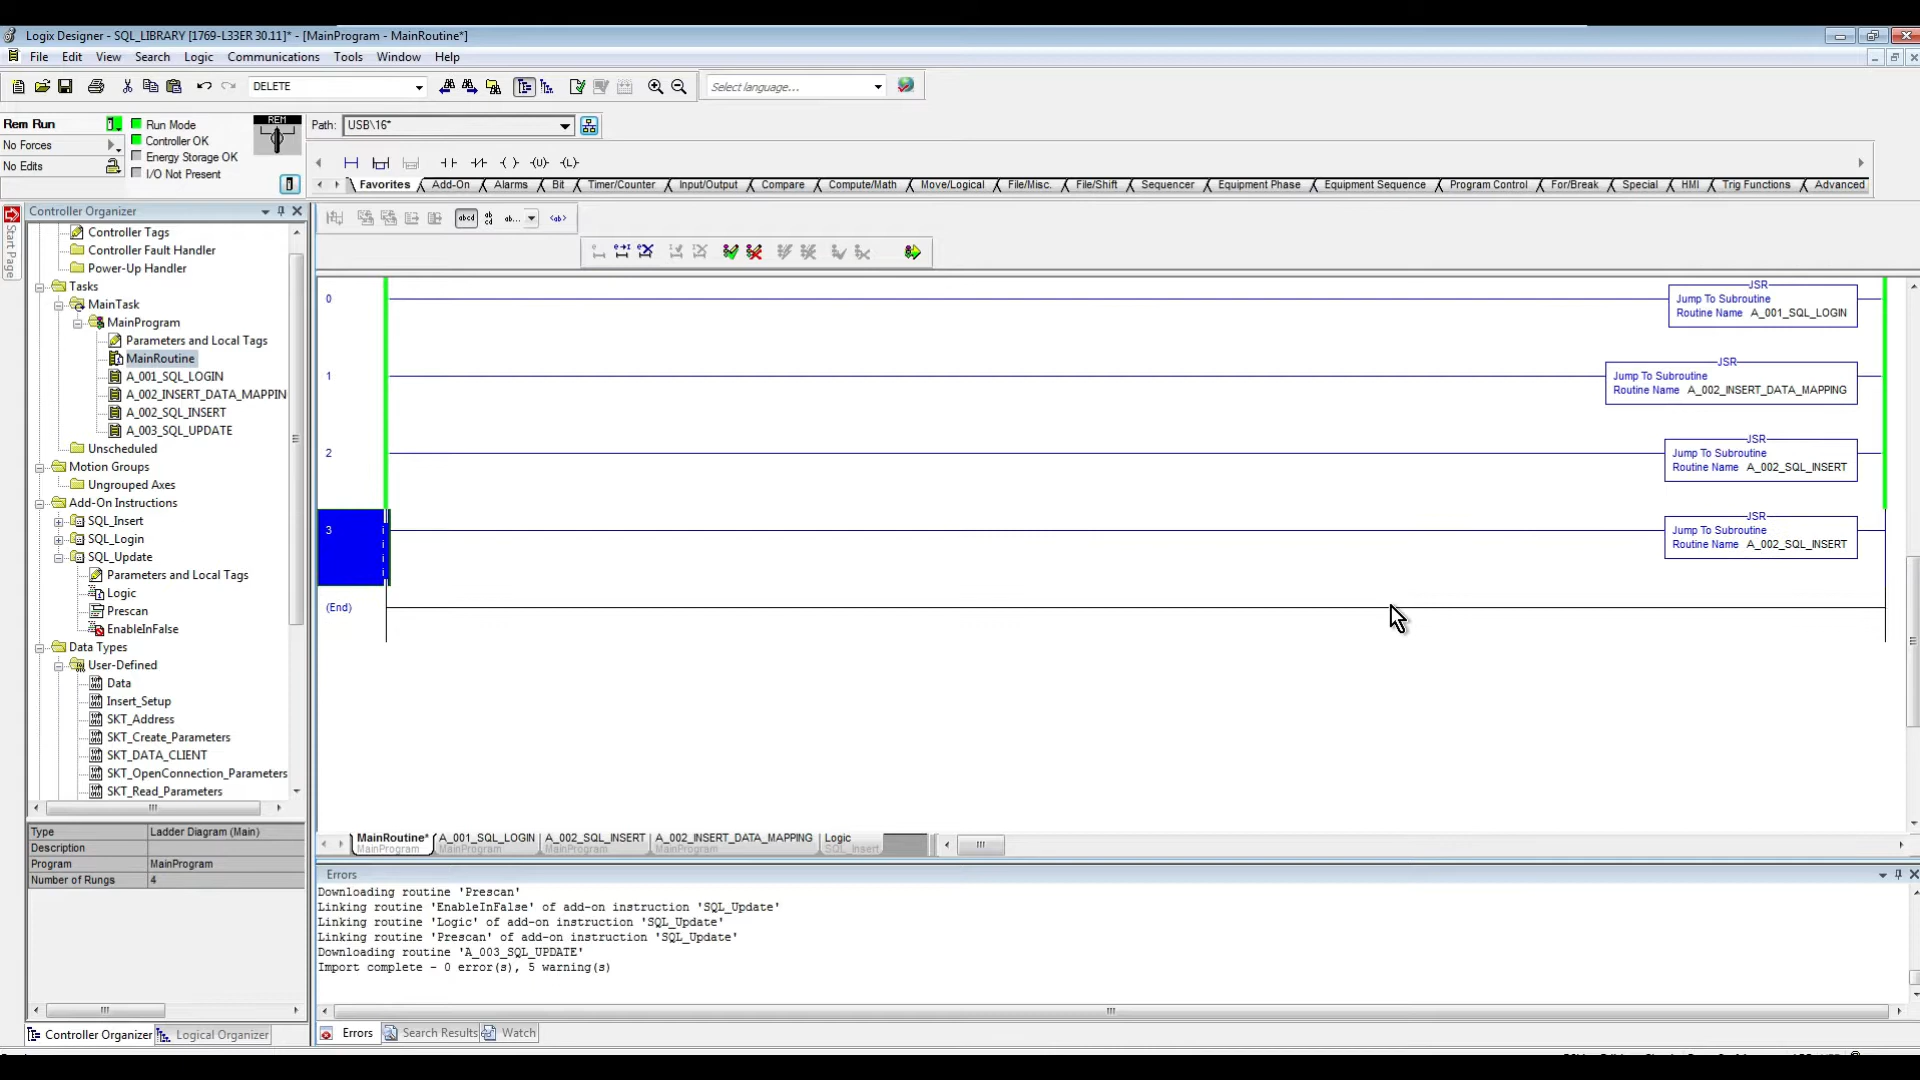 Logix Designer - SQL_LIBRARY [1769-L33ER 30.11]* - [MainProgram - MainRoutine*]
File Edit View Search Logic Communications Tools Window Help
DELETE
Select language...
Rem Run
No Forces
No Edits
Run Mode
Controller OK
Energy Storage OK
I/O Not Present
REM
Path: USB\16*
Favorites Add-On Alarms Bit Timer/Counter Input/Output Compare Compute/Math Move/Logical File/Misc. File/Shift Sequencer Equipment Phase Equipment Sequence Program Control For/Break Special HMI Trig Functions Advanced
Start Page
Controller Organizer
Controller Tags
Controller Fault Handler
Power-Up Handler
Tasks
MainTask
MainProgram
Parameters and Local Tags
MainRoutine
A_001_SQL_LOGIN
A_002_INSERT_DATA_MAPPIN
A_002_SQL_INSERT
A_003_SQL_UPDATE
Unscheduled
Motion Groups
Ungrouped Axes
Add-On Instructions
SQL_Insert
SQL_Login
SQL_Update
Parameters and Local Tags
Logic
Prescan
EnableInFalse
Data Types
User-Defined
Data
Insert_Setup
SKT_Address
SKT_Create_Parameters
SKT_DATA_CLIENT
SKT_OpenConnection_Parameters
SKT_Read_Parameters
Type Ladder Diagram (Main)
Description
Program MainProgram
Number of Rungs 4
Controller Organizer Logical Organizer
0
JSR
Jump To Subroutine
Routine Name A_001_SQL_LOGIN
1
JSR
Jump To Subroutine
Routine Name A_002_INSERT_DATA_MAPPING
2
JSR
Jump To Subroutine
Routine Name A_002_SQL_INSERT
3
i
i
i
i
JSR
Jump To Subroutine
Routine Name A_002_SQL_INSERT
(End)
MainRoutine* A_001_SQL_LOGIN A_002_SQL_INSERT A_002_INSERT_DATA_MAPPING Logic
MainProgram MainProgram MainProgram MainProgram SQL_Insert
Errors
Downloading routine 'Prescan'
Linking routine 'EnableInFalse' of add-on instruction 'SQL_Update'
Linking routine 'Logic' of add-on instruction 'SQL_Update'
Linking routine 'Prescan' of add-on instruction 'SQL_Update'
Downloading routine 'A_003_SQL_UPDATE'
Import complete - 0 error(s), 5 warning(s)
Errors Search Results Watch